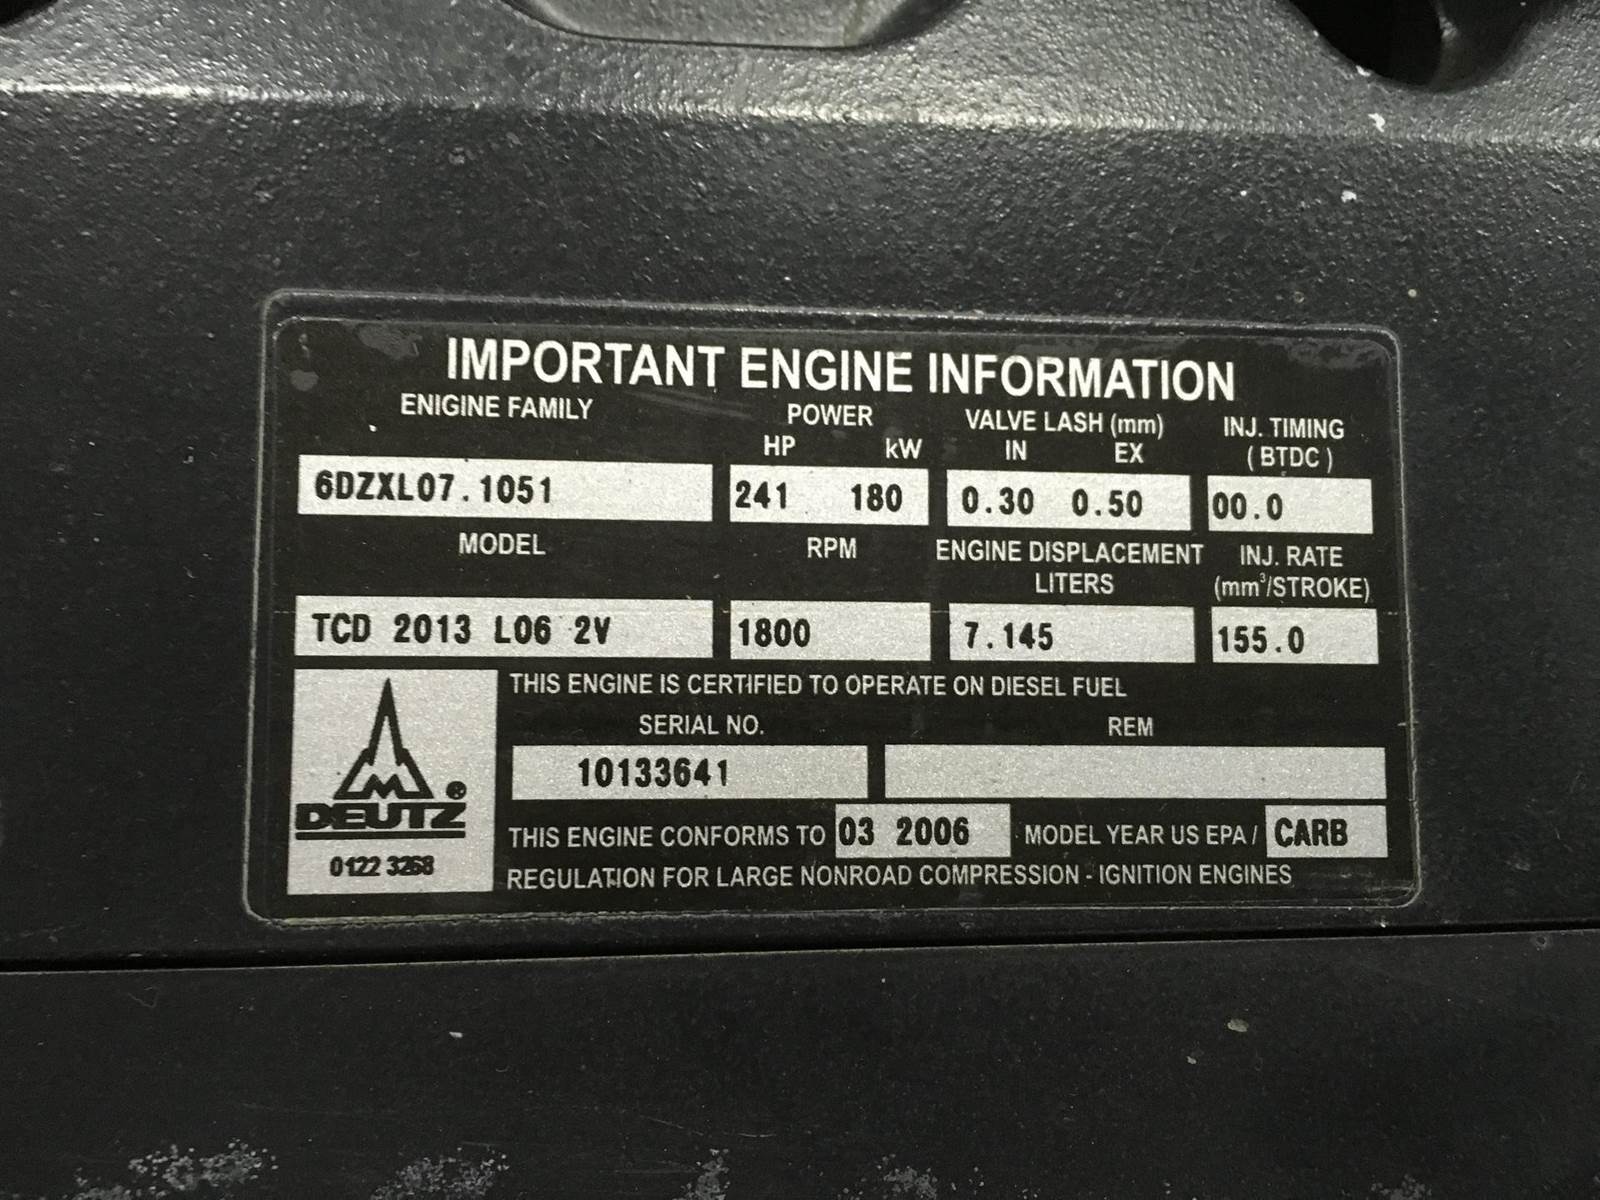 IMPORTANT ENGINE INFORMATION
ENIGINE FAMILY POWER VALVE LASH (mm) INJ. TIMING
HP kW IN EX (BTDC)
6DZXL07.1051 241 180 0.30 0.50 00.0
MODEL RPM ENGINE DISPLACEMENT INJ. RATE
LITERS (mm³/STROKE)
TCD 2013 L06 2V 1800 7.145 155.0
THIS ENGINE IS CERTIFIED TO OPERATE ON DIESEL FUEL
SERIAL NO. REM
10133641
DEUTZ ®
THIS ENGINE CONFORMS TO 03 2006 MODEL YEAR US EPA / CARB
0122 3268
REGULATION FOR LARGE NONROAD COMPRESSION - IGNITION ENGINES